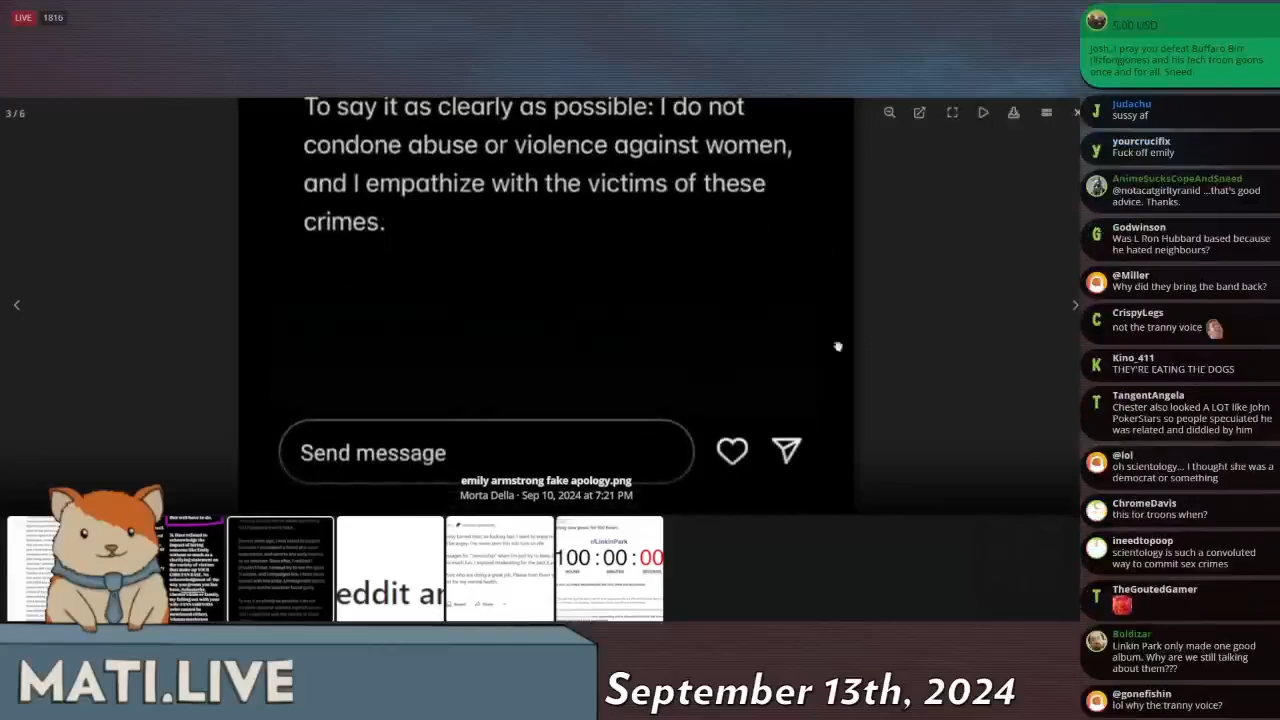 LIVE 1816
3 / 6
To say it as clearly as possible: I do not
condone abuse or violence against women,
and I empathize with the victims of these
crimes.
Send message
emily armstrong fake apology.png
Morta Della · Sep 10, 2024 at 7:21 PM
eddit ar
r/LinkinPark
100:00:00
MATI.LIVE
September 13th, 2024
5.00 USD
Josh, I pray you defeat Buffaro Birr
(lizfongjones) and his tech troon goons
once and for all. Sneed
Judachu
sussy af
yourcrucifix
Fuck off emily
AnimeSucksCopeAndSneed
@notacatgirltyranid ...that's good
advice. Thanks.
Godwinson
Was L Ron Hubbard based because
he hated neighbours?
@Miller
Why did they bring the band back?
CrispyLegs
not the tranny voice
Kino_411
THEY'RE EATING THE DOGS
TangentAngela
Chester also looked A LOT like John
PokerStars so people speculated he
was related and diddled by him
@lol
oh scientology... I thought she was a
democrat or something
ChromeDavis
this for troons when?
ineedtopee
scientology is such a convoluted
way to commit sex crimes
TheGuitedGamer
Boldizar
Linkin Park only made one good
album. Why are we still talking
about them???
@gonefishin
lol why the tranny voice?